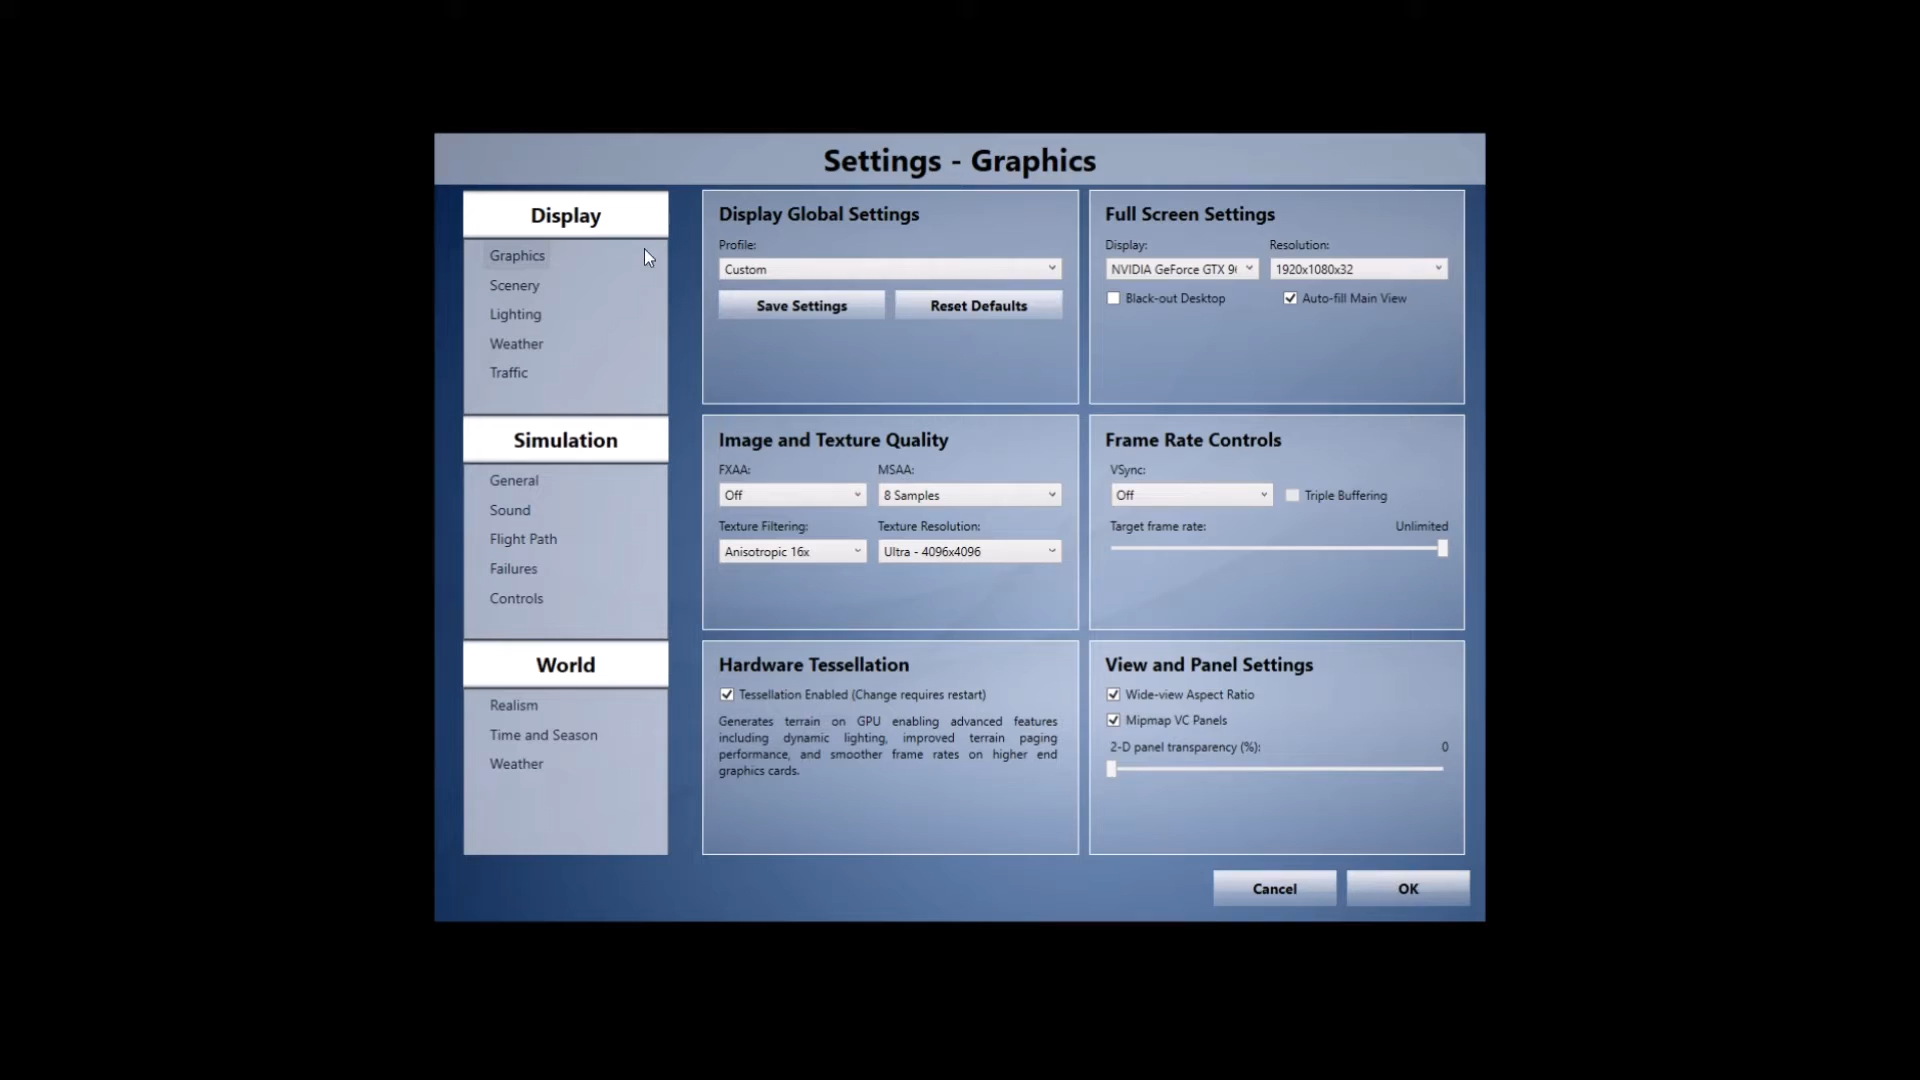 Settings - Graphics
Display
Graphics
Scenery
Lighting
Weather
Traffic
Simulation
General
Sound
Flight Path
Failures
Controls
World
Realism
Time and Season
Weather
Display Global Settings
Profile:
Custom
Save Settings
Reset Defaults
Full Screen Settings
Display: Resolution:
NVIDIA GeForce GTX 9 1920x1080x32
Black-out Desktop Auto-fill Main View
Image and Texture Quality
FXAA: MSAA:
Off 8 Samples
Texture Filtering: Texture Resolution:
Anisotropic 16x Ultra - 4096x4096
Frame Rate Controls
VSync:
Off Triple Buffering
Target frame rate: Unlimited
Hardware Tessellation
Tessellation Enabled (Change requires restart)
Generates terrain on GPU enabling advanced features
including dynamic lighting, improved terrain paging
performance, and smoother frame rates on higher end
graphics cards.
View and Panel Settings
Wide-view Aspect Ratio
Mipmap VC Panels
2-D panel transparency (%): 0
Cancel OK